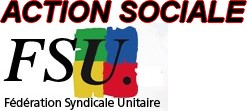 ACTION SOCIALE
FSU.
Fédération Syndicale Unitaire